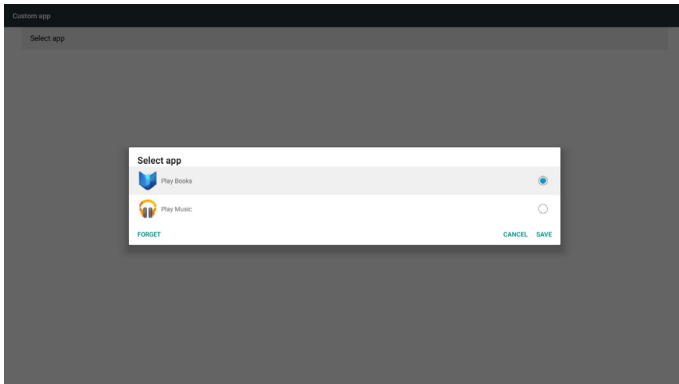 Custom app
Select app
Select app
Play Books
Play Music
FORGET CANCEL SAVE